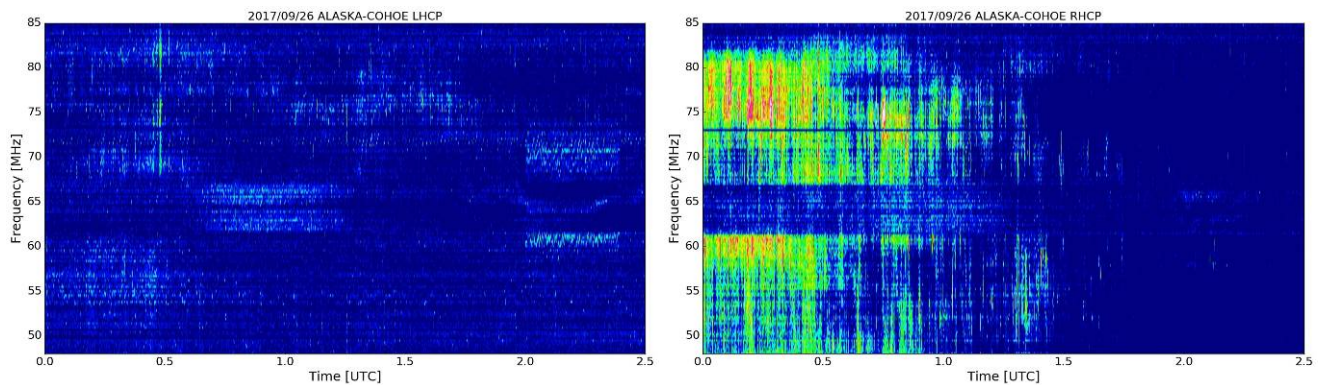 2017/09/26 ALASKA-COHOE LHCP
85
80
75
70
65
60
55
50
Frequency [MHz]
0.0 0.5 1.0 1.5 2.0 2.5
Time [UTC]
2017/09/26 ALASKA-COHOE RHCP
85
80
75
70
65
60
55
50
Frequency [MHz]
0.0 0.5 1.0 1.5 2.0 2.5
Time [UTC]